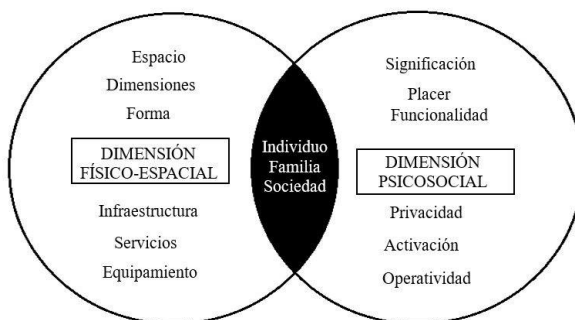 Espacio
Dimensiones
Forma
DIMENSIÓN
FÍSICO-ESPACIAL
Infraestructura
Servicios
Equipamiento
Individuo
Familia
Sociedad
Significación
Placer
Funcionalidad
DIMENSIÓN
PSICOSOCIAL
Privacidad
Activación
Operatividad